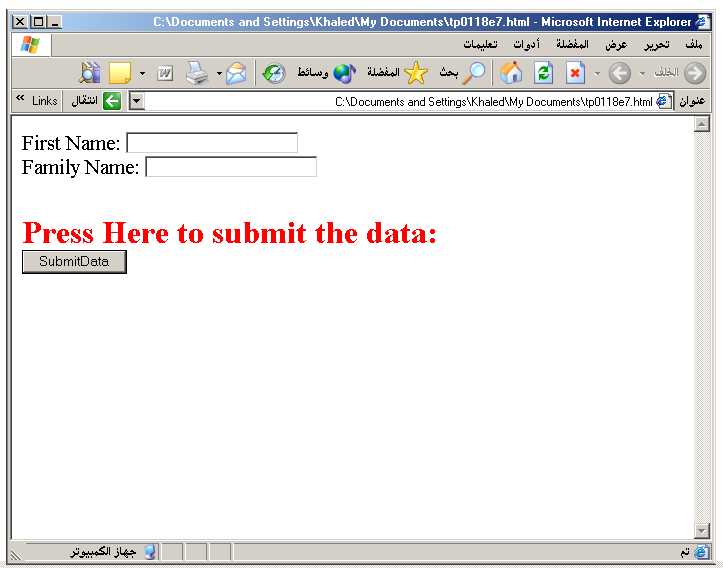 C:\Documents and Settings\Khaled\My Documents\tp0118e7.html - Microsoft Internet Explorer
ملف تحرير عرض المفضلة أدوات تعليمات
الخلف بحث المفضلة وسائط
عنوان C:\Documents and Settings\Khaled\My Documents\tp0118e7.html انتقال Links »
First Name:
Family Name:
Press Here to submit the data:
SubmitData
تم جهاز الكمبيوتر